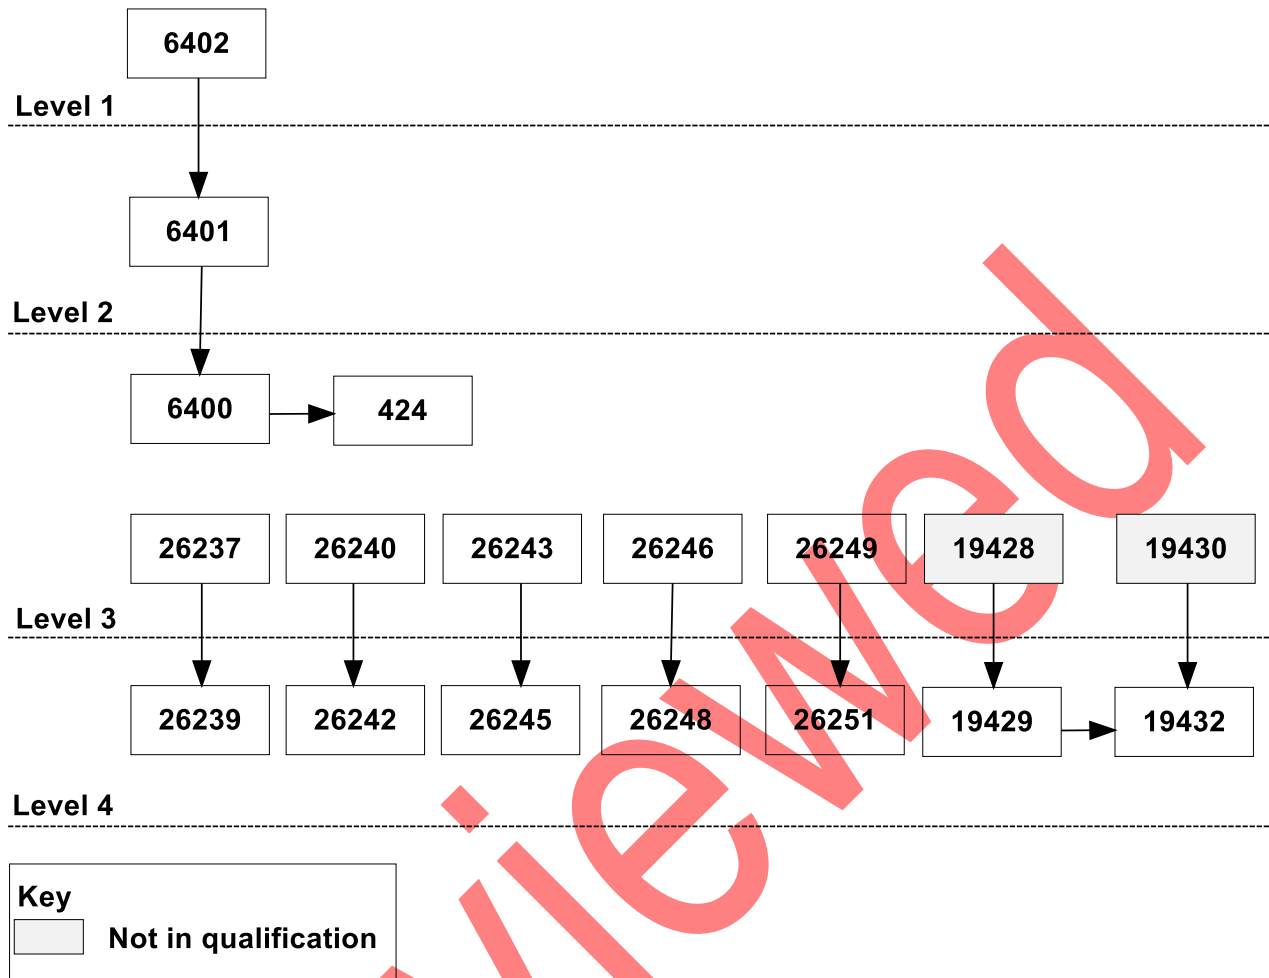 6402
Level 1
6401
Level 2
6400 424
26237 26240 26243 26246 26249 19428 19430
Level 3
26239 26242 26245 26248 26251 19429 19432
Level 4
Key
Not in qualification
viewed